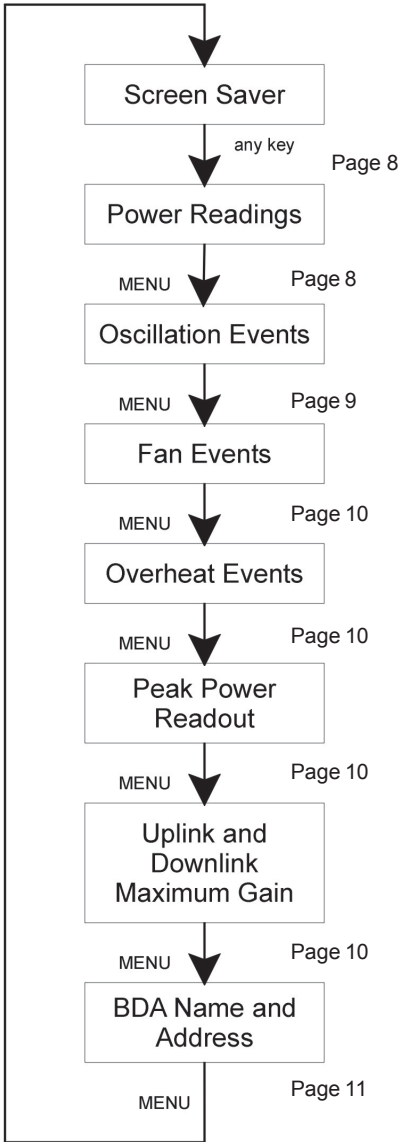 Screen Saver
any key
Page 8
Power Readings
MENU
Page 8
Oscillation Events
MENU
Page 9
Fan Events
MENU
Page 10
Overheat Events
MENU
Page 10
Peak Power
Readout
MENU
Page 10
Uplink and
Downlink
Maximum Gain
MENU
Page 10
BDA Name and
Address
MENU
Page 11